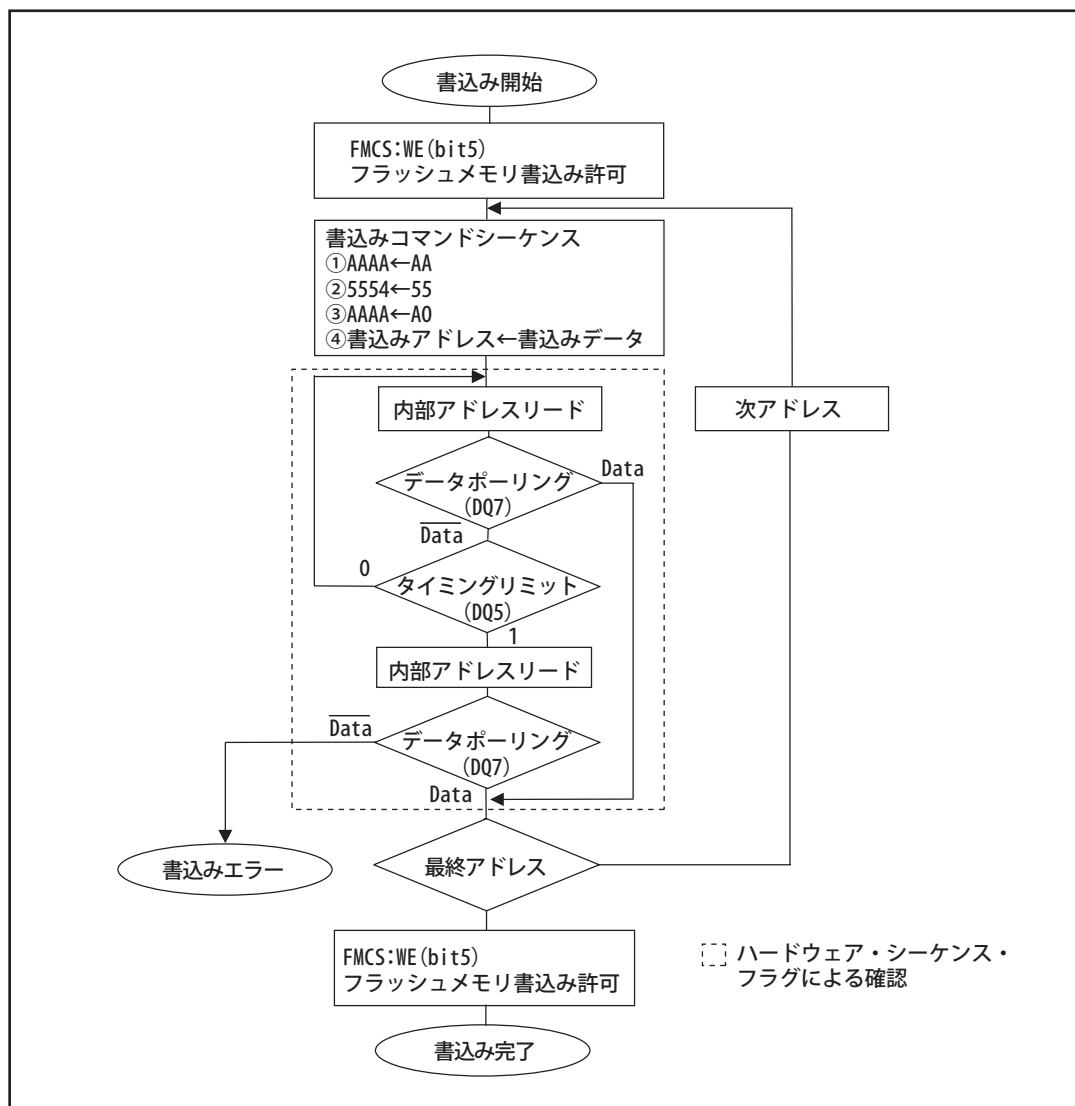 書込み開始
FMCS:WE(bit5)
フラッシュメモリ書込み許可
書込みコマンドシーケンス
①AAAA←AA
②5554←55
③AAAA←A0
④書込みアドレス←書込みデータ
内部アドレスリード
次アドレス
データポーリング
(DQ7)
Data
Data
0
タイミングリミット
(DQ5)
1
内部アドレスリード
Data
データポーリング
(DQ7)
Data
書込みエラー
最終アドレス
FMCS:WE(bit5)
フラッシュメモリ書込み許可
ハードウェア・シーケンス・
フラグによる確認
書込み完了